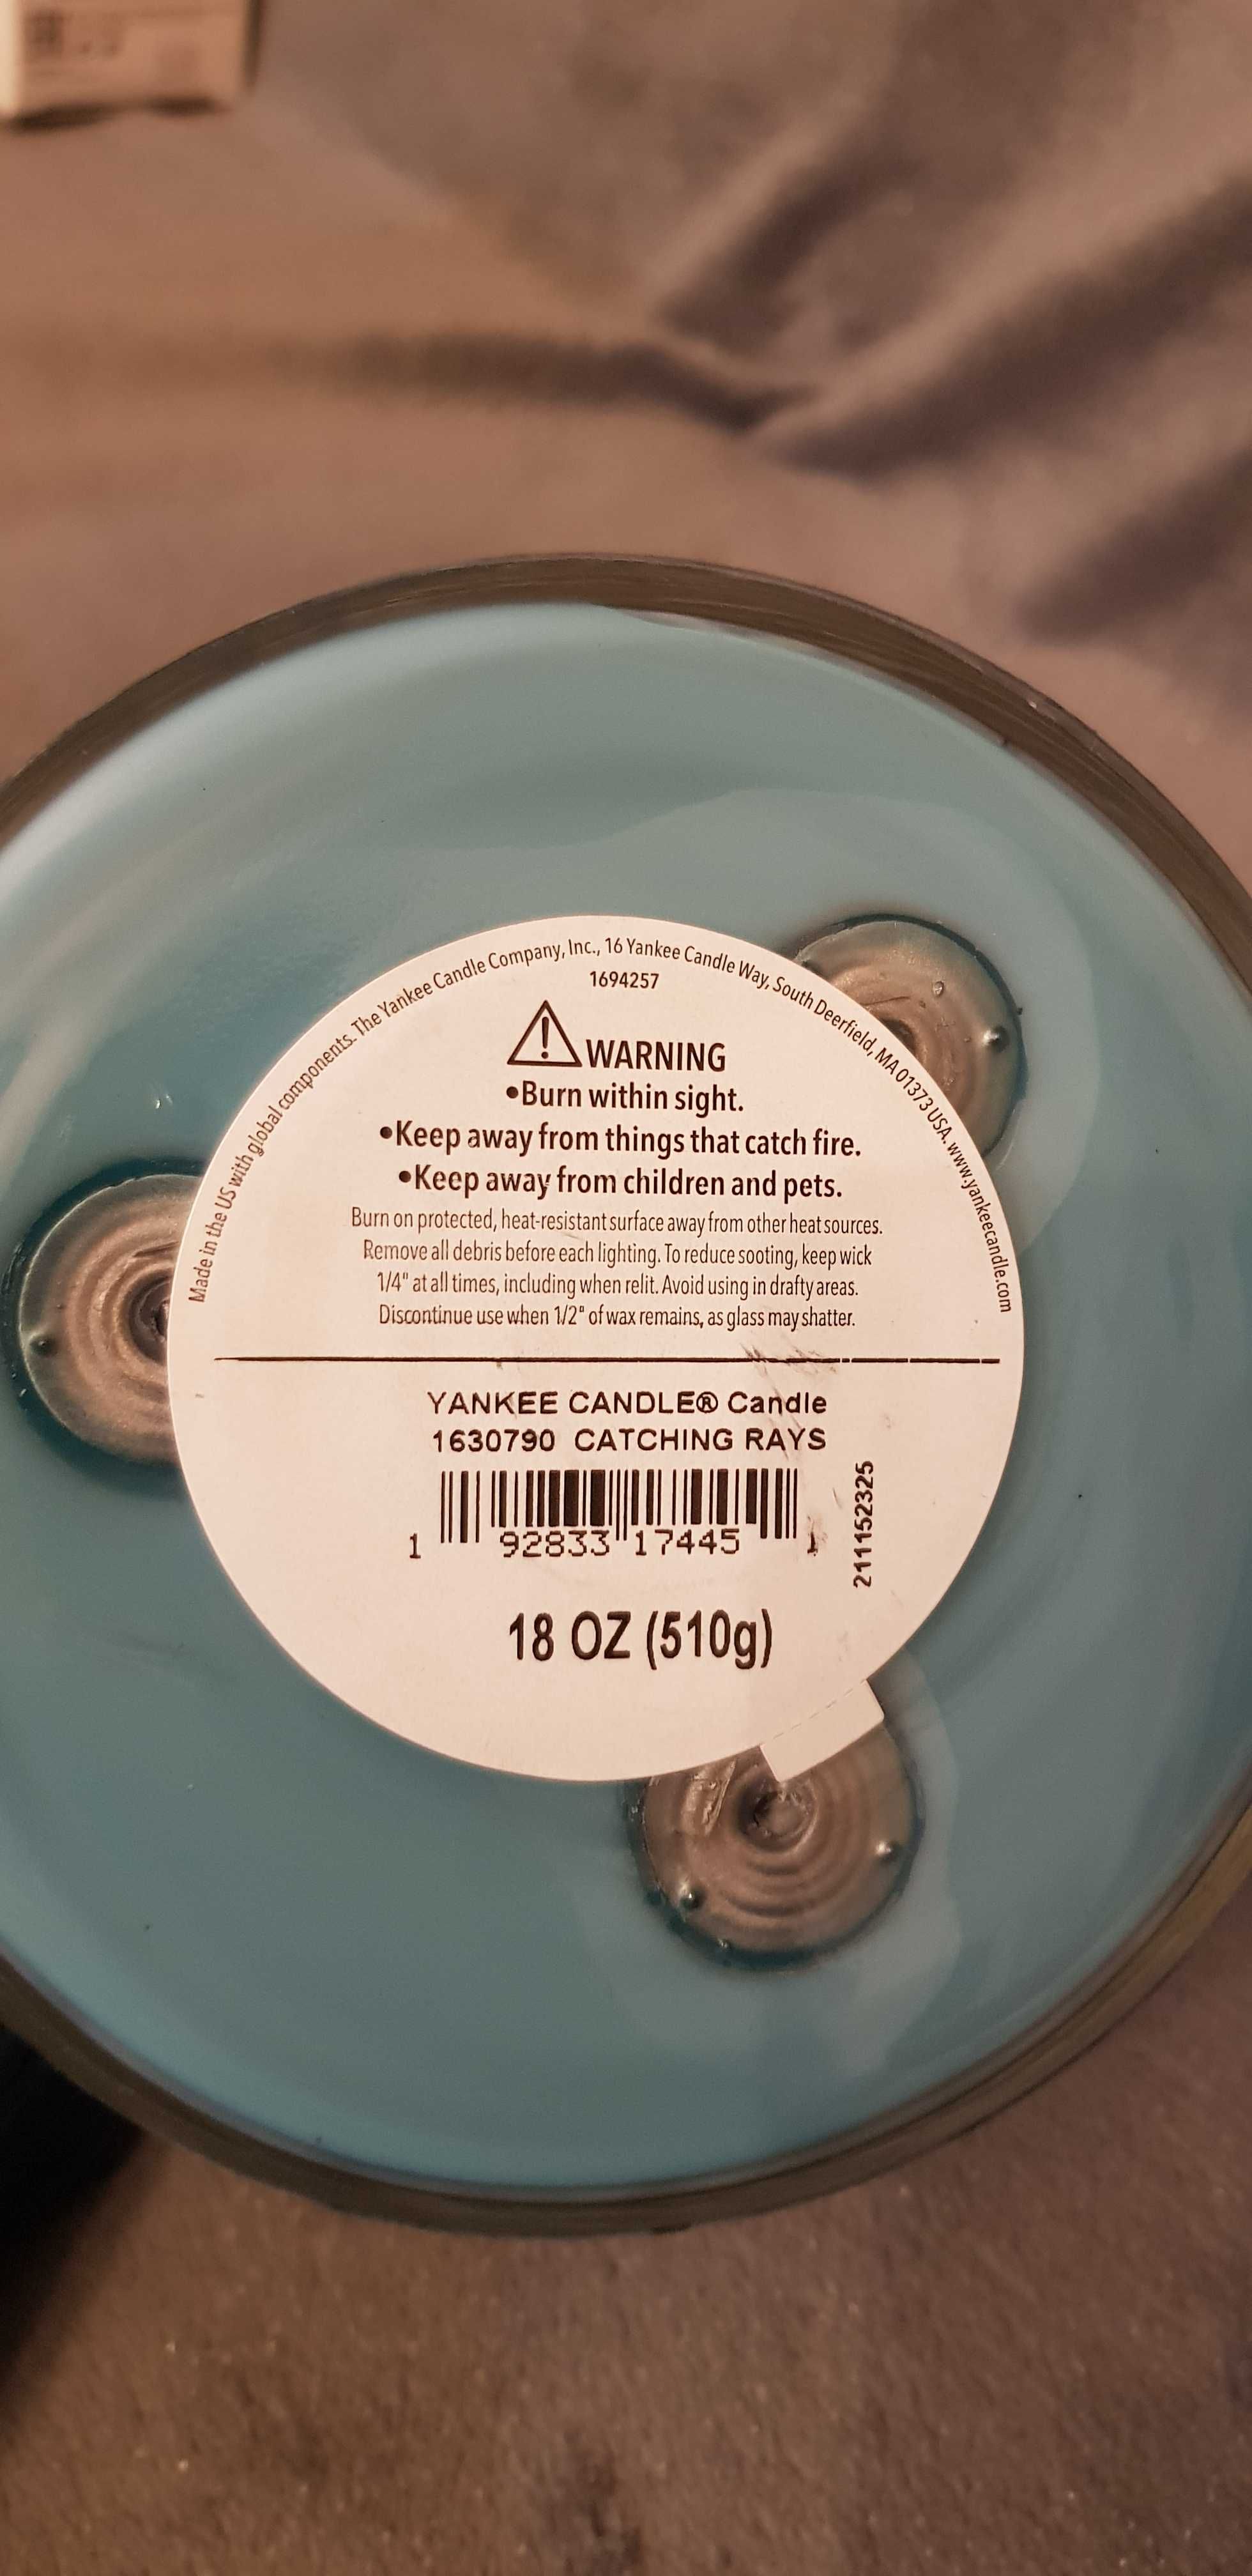 Made in the US with global components. The Yankee Candle Company, Inc., 16 Yankee Candle Way, South Deerfield, MA 01373 USA. www.yankeecandle.com
1694257
WARNING
•Burn within sight.
•Keep away from things that catch fire.
•Keep away from children and pets.
Burn on protected, heat-resistant surface away from other heat sources.
Remove all debris before each lighting. To reduce sooting, keep wick
1/4" at all times, including when relit. Avoid using in drafty areas.
Discontinue use when 1/2" of wax remains, as glass may shatter.
YANKEE CANDLE® Candle
1630790 CATCHING RAYS
1 92833 17445 1
211152325
18 OZ (510g)